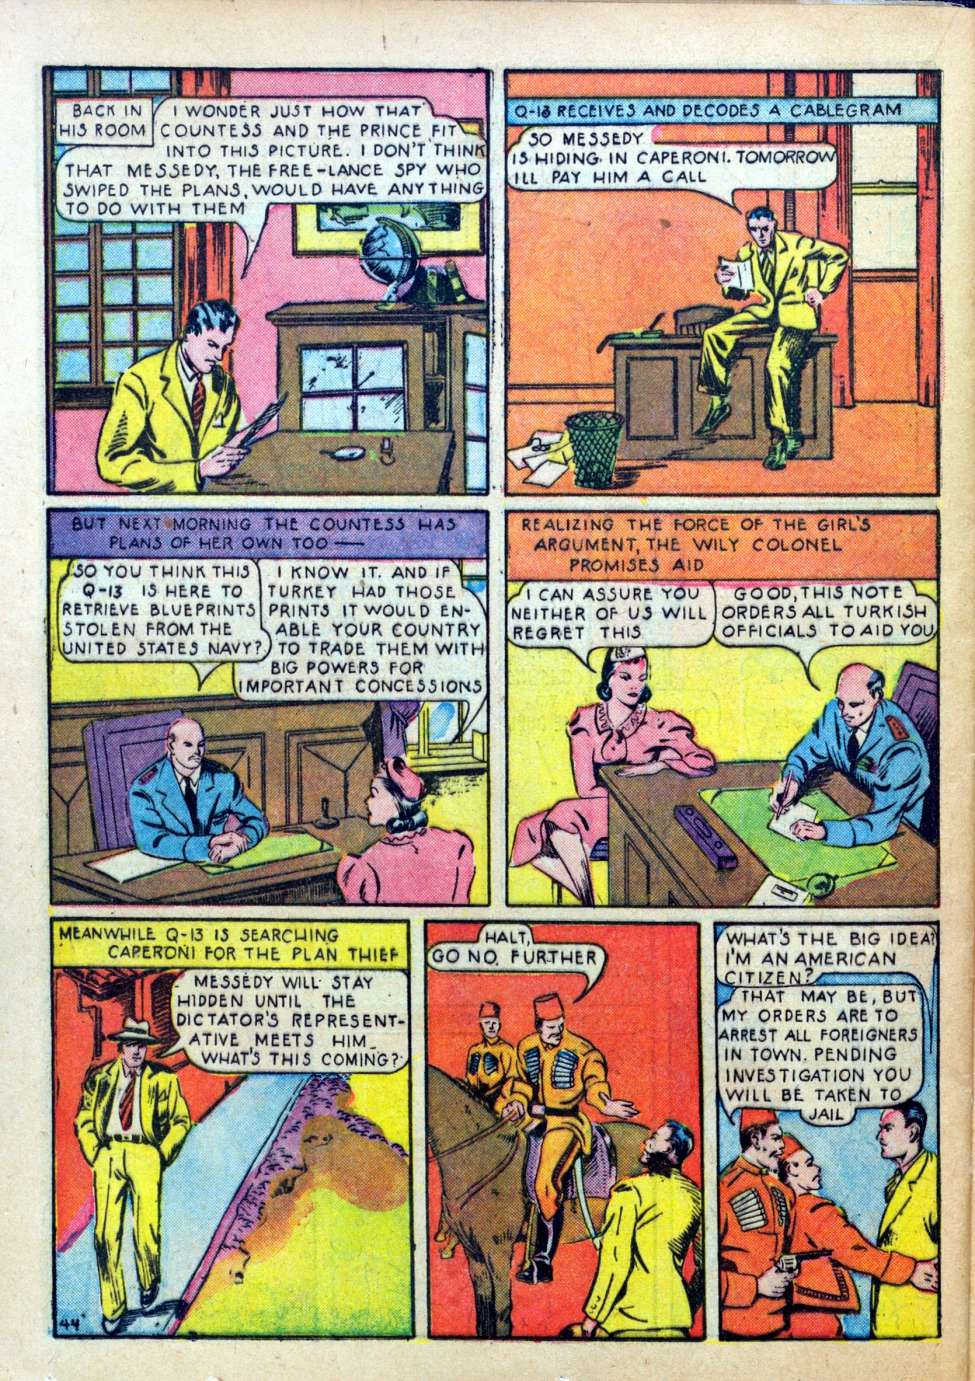 BACK IN
HIS ROOM
I WONDER JUST HOW THAT
COUNTESS AND THE PRINCE FIT
INTO THIS PICTURE. I DON'T THINK
THAT MESSEDY, THE FREE-LANCE SPY WHO
SWIPED THE PLANS, WOULD HAVE ANYTHING
TO DO WITH THEM
Q-13 RECEIVES AND DECODES A CABLEGRAM
SO MESSEDY
IS HIDING IN CAPERONI. TOMORROW
ILL PAY HIM A CALL
BUT NEXT MORNING THE COUNTESS HAS
PLANS OF HER OWN TOO —
SO YOU THINK THIS
Q-13 IS HERE TO
RETRIEVE BLUEPRINTS
STOLEN FROM THE
UNITED STATES NAVY?
I KNOW IT. AND IF
TURKEY HAD THOSE
PRINTS IT WOULD EN-
ABLE YOUR COUNTRY
TO TRADE THEM WITH
BIG POWERS FOR
IMPORTANT CONCESSIONS
REALIZING THE FORCE OF THE GIRL'S
ARGUMENT, THE WILY COLONEL
PROMISES AID
I CAN ASSURE YOU
NEITHER OF US WILL
REGRET THIS
GOOD, THIS NOTE
ORDERS ALL TURKISH
OFFICIALS TO AID YOU
MEANWHILE Q-13 IS SEARCHING
CAPERONI FOR THE PLAN THIEF
MESSEDY WILL STAY
HIDDEN UNTIL THE
DICTATOR'S REPRESENT-
ATIVE MEETS HIM_
WHAT'S THIS COMING?
44
HALT,
GO NO, FURTHER
WHAT'S THE BIG IDEA?
I'M AN AMERICAN
CITIZEN?
THAT MAY BE, BUT
MY ORDERS ARE TO
ARREST ALL FOREIGNERS
IN TOWN. PENDING
INVESTIGATION YOU
WILL BE TAKEN TO
JAIL